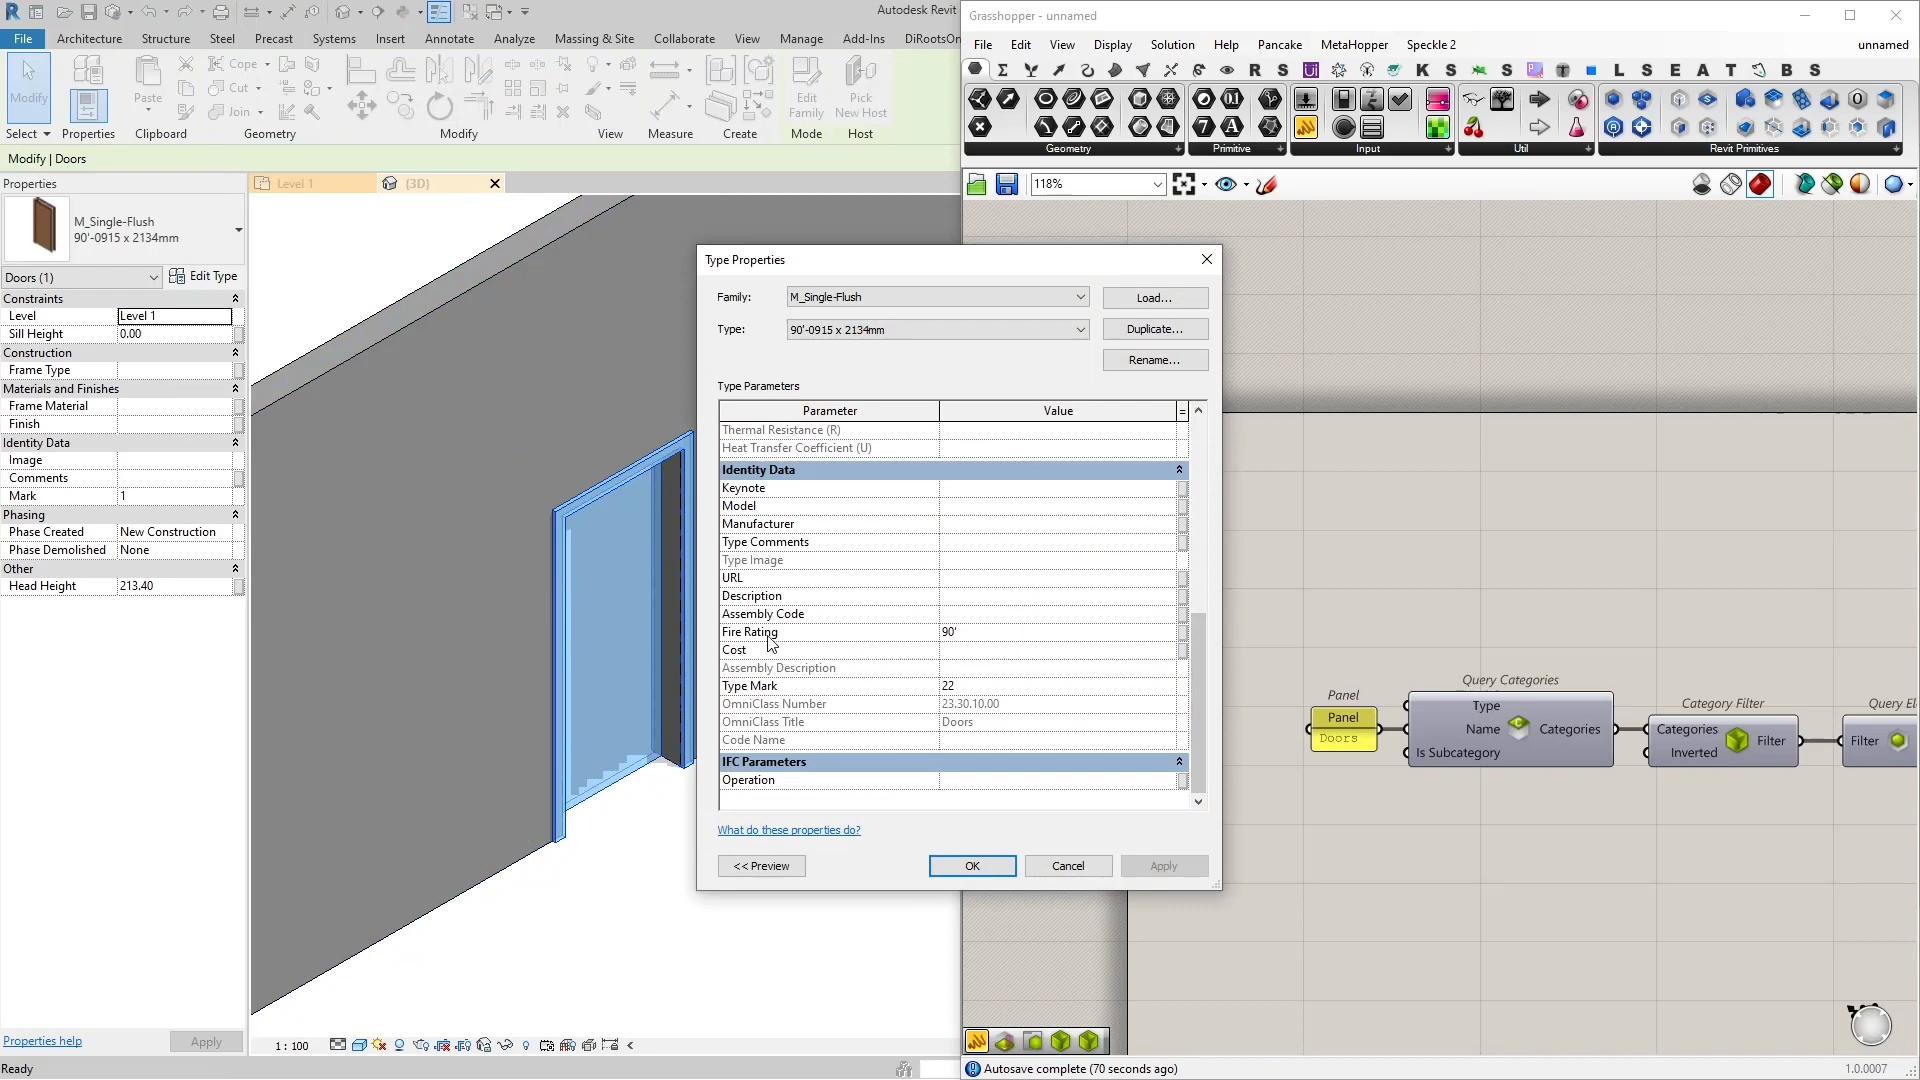 Autodesk Revit
File
Architecture
Structure
Steel
Precast
Systems
Insert
Annotate
Analyze
Massing & Site
Collaborate
View
Manage
Add-Ins
DiRootsOn
Modify
Paste
Cope
Cut
Join
Edit
Family
Pick
New Host
Select
Properties
Clipboard
Geometry
Modify
View
Measure
Create
Mode
Host
Modify | Doors
Properties
M_Single-Flush
90'-0915 x 2134mm
Doors (1)
Edit Type
Constraints
Level
Level 1
Sill Height
0.00
Construction
Frame Type
Materials and Finishes
Frame Material
Finish
Identity Data
Image
Comments
Mark
1
Phasing
Phase Created
New Construction
Phase Demolished
None
Other
Head Height
213.40
Properties help
Apply
Ready
Level 1
{3D}
1 : 100
Type Properties
Family:
M_Single-Flush
Load...
Type:
90'-0915 x 2134mm
Duplicate...
Rename...
Type Parameters
Parameter
Value
=
Thermal Resistance (R)
Heat Transfer Coefficient (U)
Identity Data
Keynote
Model
Manufacturer
Type Comments
Type Image
URL
Description
Assembly Code
Fire Rating
90'
Cost
Assembly Description
Type Mark
22
OmniClass Number
23.30.10.00
OmniClass Title
Doors
Code Name
IFC Parameters
Operation
What do these properties do?
<< Preview
OK
Cancel
Apply
Grasshopper - unnamed
File
Edit
View
Display
Solution
Help
Pancake
MetaHopper
Speckle 2
unnamed
R S
K S
S
L S E A T
B S
Geometry
Primitive
Input
Util
Revit Primitives
118%
Panel
Panel
Doors
Query Categories
Type
Name
Is Subcategory
Categories
Category Filter
Categories
Inverted
Filter
Query El
Filter
Autosave complete (70 seconds ago)
1.0.0007